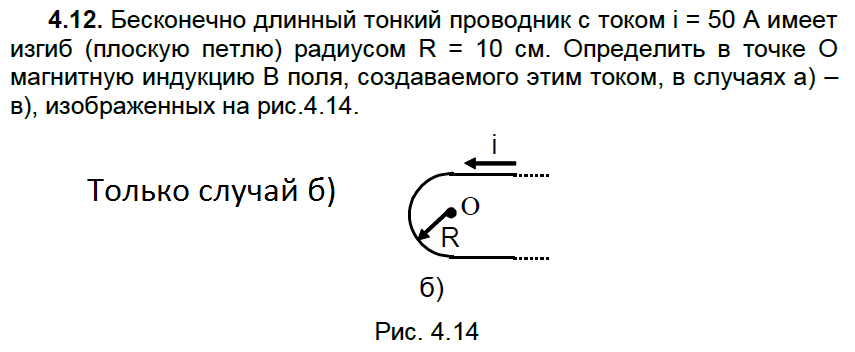 4.12. Бесконечно длинный тонкий проводник с током i = 50 А имеет
изгиб (плоскую петлю) радиусом R = 10 см. Определить в точке О
магнитную индукцию В поля, создаваемого этим током, в случаях а) –
в), изображенных на рис.4.14.
i
Только случай б)
O
R
б)
Рис. 4.14